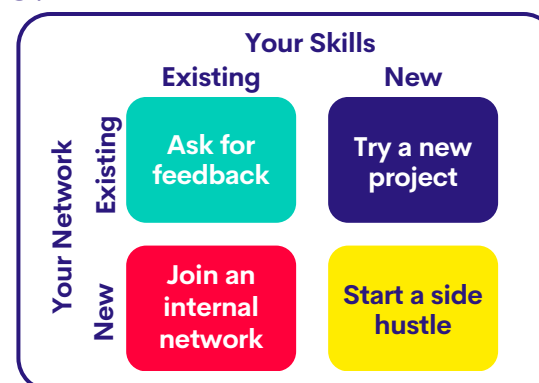 Your Skills
Existing
New
Your Network
Existing
Ask for
feedback
Try a new
project
New
Join an
internal
network
Start a side
hustle